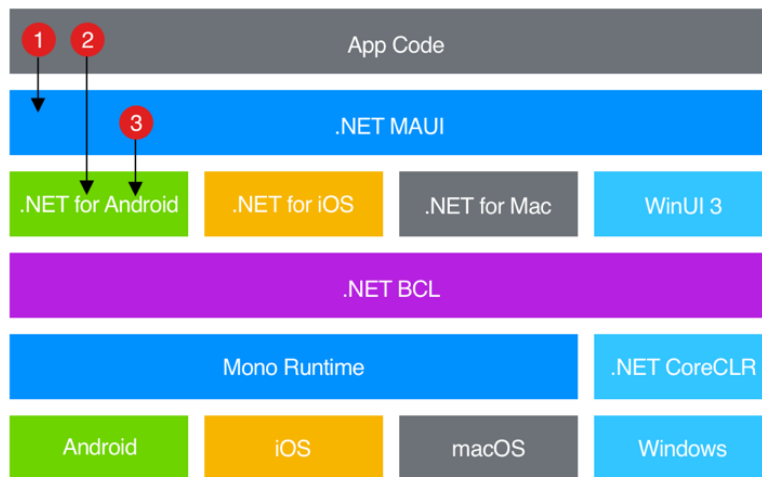 1 2 App Code
3 .NET MAUI
.NET for Android .NET for iOS .NET for Mac WinUI 3
.NET BCL
Mono Runtime .NET CoreCLR
Android iOS macOS Windows